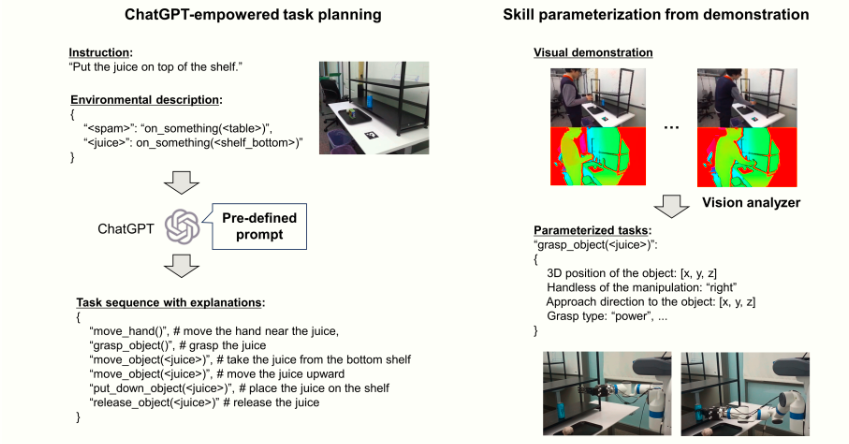 ChatGPT-empowered task planning
Instruction:
“Put the juice on top of the shelf.”
Environmental description:
{
“<spam>”: “on_something(<table>)”,
“<juice>”: on_something(<shelf_bottom>)”
}
ChatGPT
Pre-defined
prompt
Task sequence with explanations:
{
“move_hand()”, # move the hand near the juice,
“grasp_object()”, # grasp the juice
“move_object(<juice>)”, # take the juice from the bottom shelf
“move_object(<juice>)”, # move the juice upward
“put_down_object(<juice>)”, # place the juice on the shelf
“release_object(<juice>)” # release the juice
}
Skill parameterization from demonstration
Visual demonstration
...
Vision analyzer
Parameterized tasks:
“grasp_object(<juice>)”:
{
3D position of the object: [x, y, z]
Handless of the manipulation: “right”
Approach direction to the object: [x, y, z]
Grasp type: “power”, ...
}